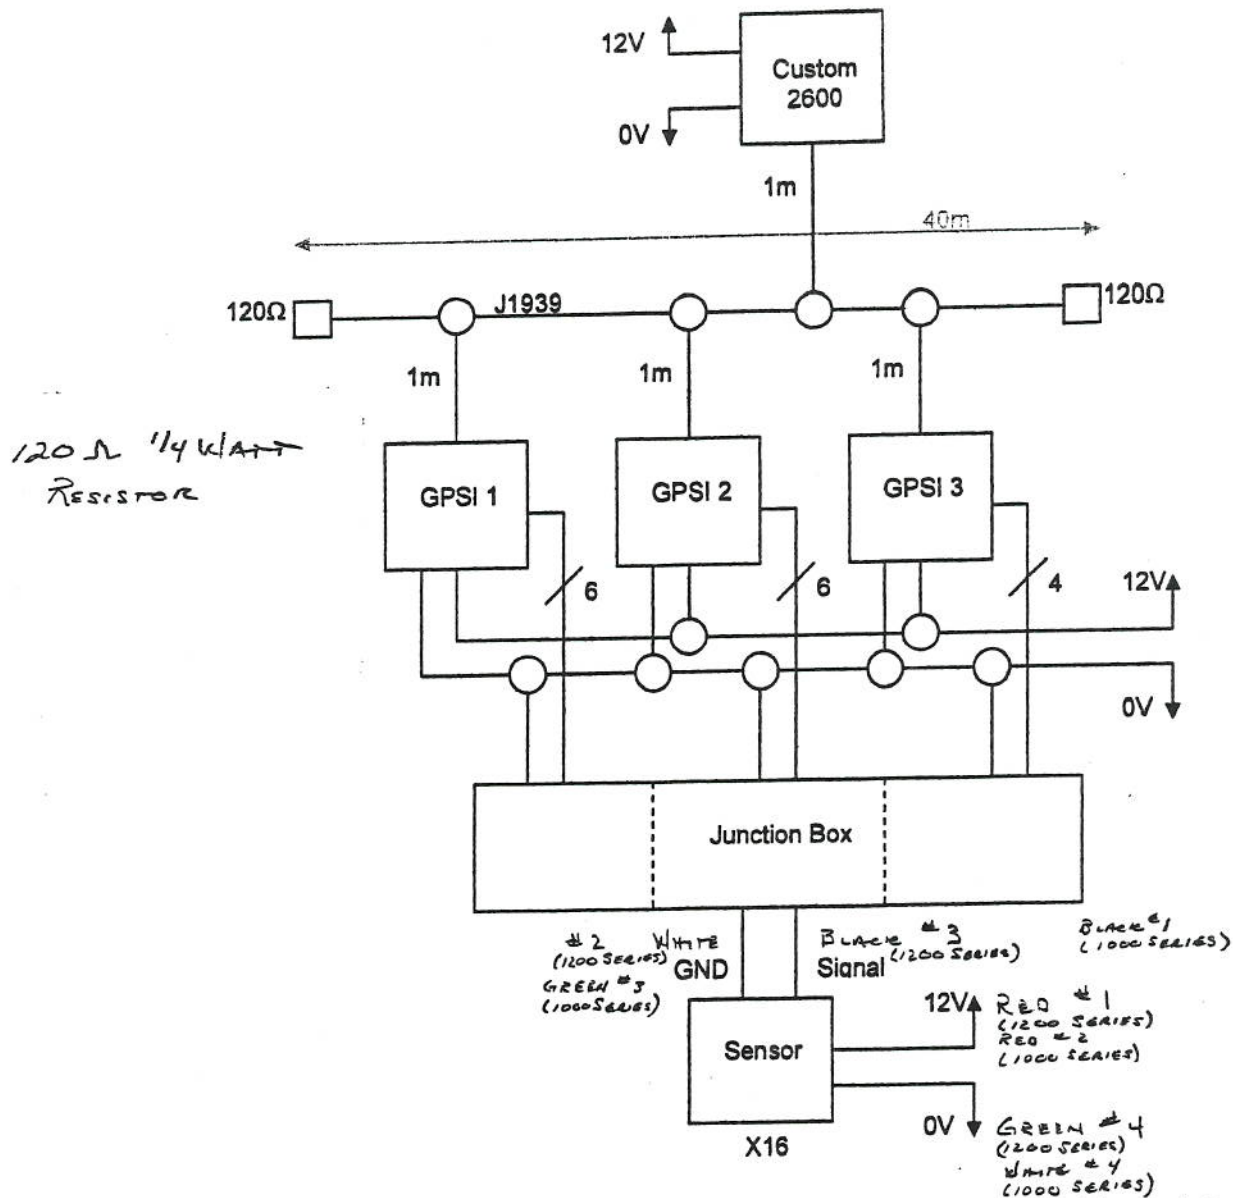 12V
Custom
2600
0V
1m
40m
120Ω
J1939
120Ω
1m
1m
1m
120 Ω 1/4 WATT
RESISTOR
GPSI 1
GPSI 2
GPSI 3
6
6
4
12V
0V
Junction Box
#2 WHITE
(1200 SERIES)
GND
GREEN #3
(1000 SERIES)
BLACK #3
(1200 SERIES)
Signal
BLACK #1
(1000 SERIES)
Sensor
X16
12V
RED #1
(1200 SERIES)
RED #2
(1000 SERIES)
0V
GREEN #4
(1200 SERIES)
WHITE #4
(1000 SERIES)